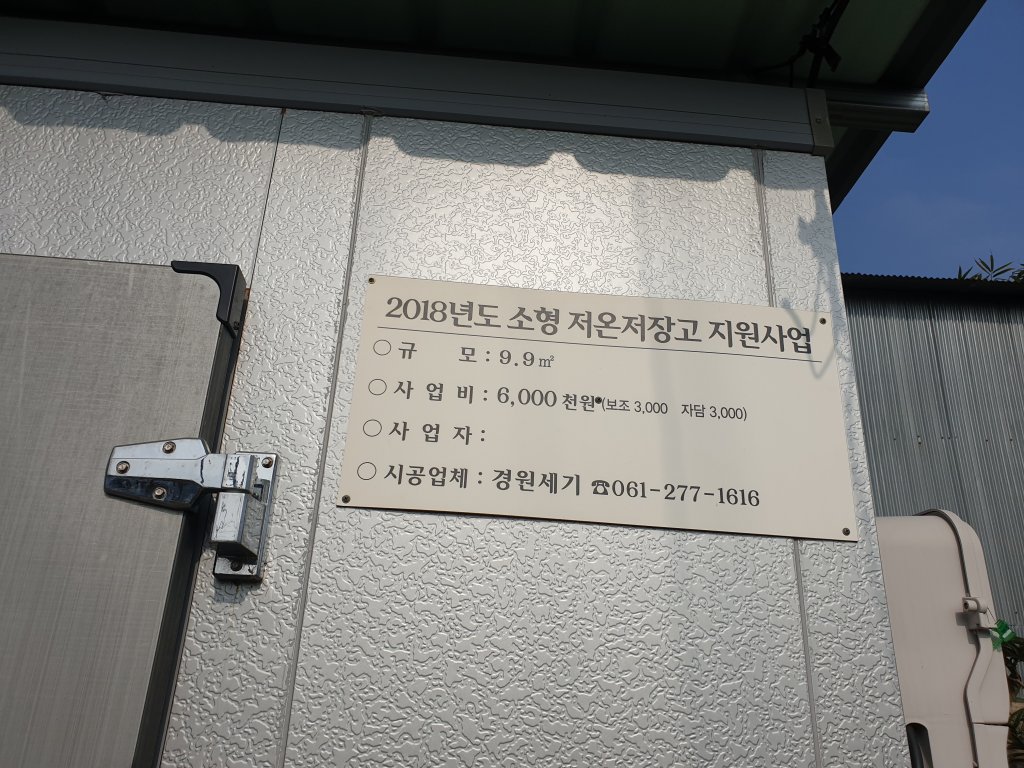 2018년도 소형 저온저장고 지원사업
○ 규 모 : 9.9㎡
○ 사 업 비 : 6,000 천원(보조 3,000 자담 3,000)
○ 사 업 자 :
○ 시공업체 : 경원세기 ☎061-277-1616